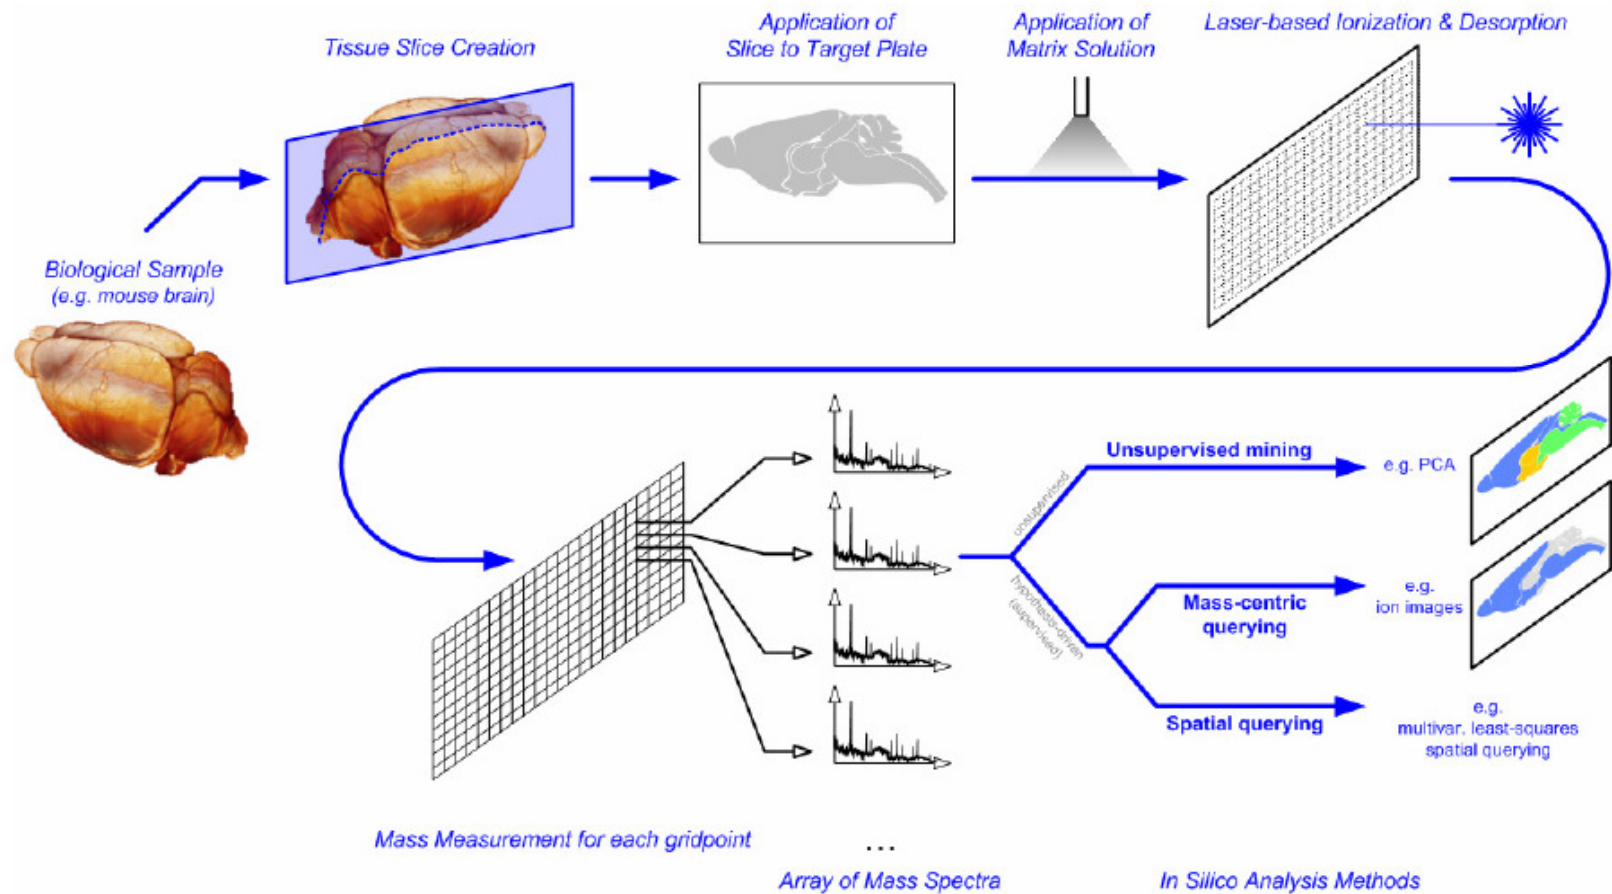 Tissue Slice Creation
Application of
Slice to Target Plate
Application of
Matrix Solution
Laser-based Ionization & Desorption
Biological Sample
(e.g. mouse brain)
unsupervised
Unsupervised mining
e.g. PCA
hypothesis-driven
(supervised)
Mass-centric
querying
e.g.
ion images
Spatial querying
e.g.
multivar. least-squares
spatial querying
Mass Measurement for each gridpoint
...
Array of Mass Spectra
In Silico Analysis Methods